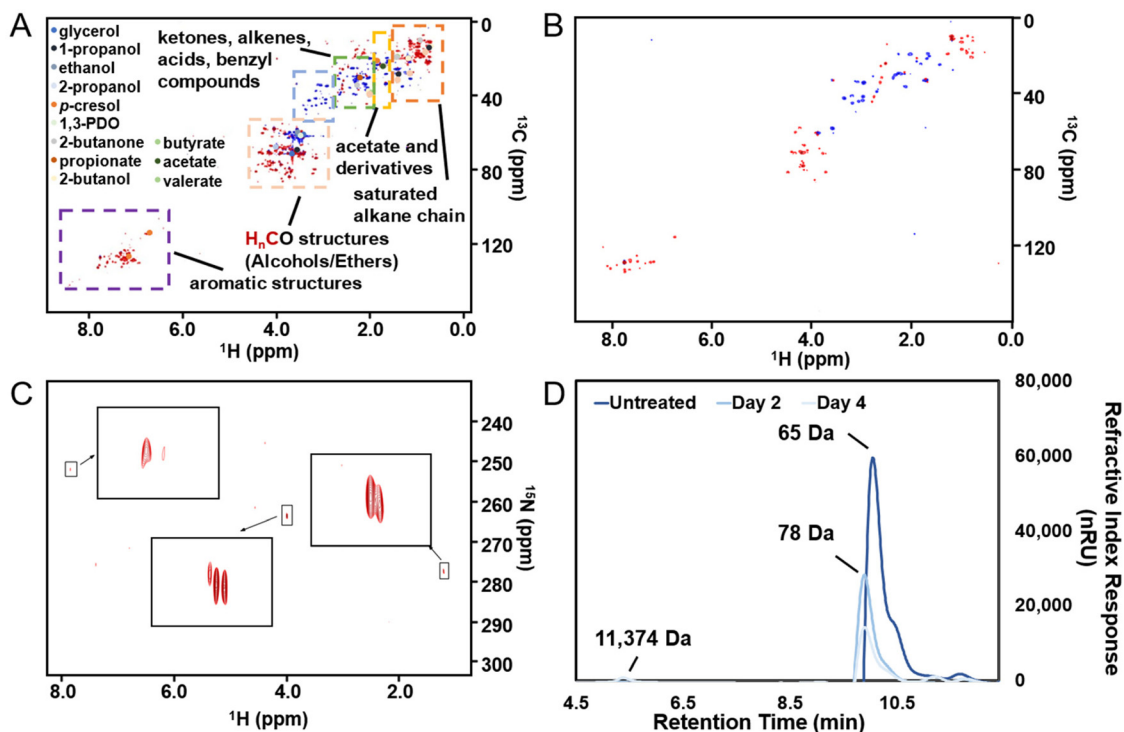 A
glycerol
1-propanol
ethanol
2-propanol
p-cresol
1,3-PDO
2-butanone
propionate
2-butanol
butyrate
acetate
valerate
ketones, alkenes,
acids, benzyl
compounds
acetate and
derivatives
saturated
alkane chain
HnCO structures
(Alcohols/Ethers)
aromatic structures
0
40
80
120
13C (ppm)
8.0 6.0 4.0 2.0 0.0
1H (ppm)
B
0
40
80
120
13C (ppm)
8.0 6.0 4.0 2.0 0.0
1H (ppm)
C
240
250
260
270
280
290
300
15N (ppm)
8.0 6.0 4.0 2.0
1H (ppm)
D
Untreated Day 2 Day 4
65 Da
78 Da
11,374 Da
80,000
60,000
40,000
20,000
0
Refractive Index Response
(nRU)
4.5 6.5 8.5 10.5
Retention Time (min)